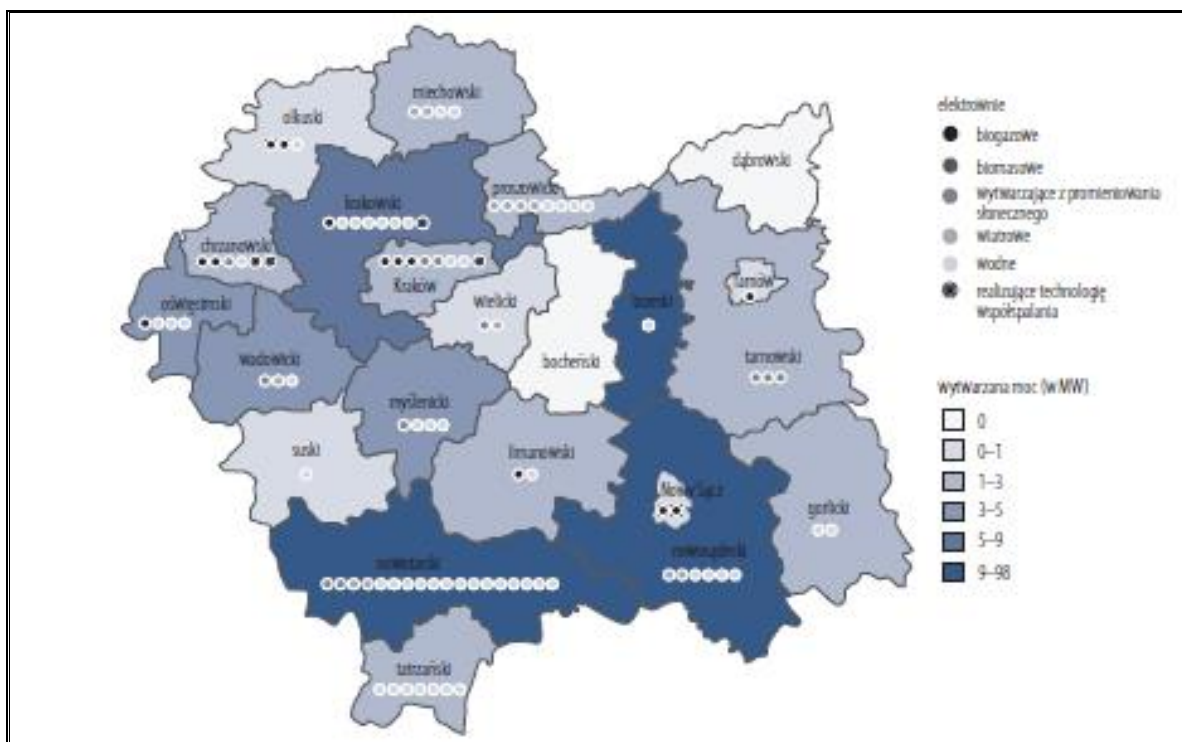 miechowski
olkuski
dąbrowski
proszowicki
krakowski
chrzanowski
Kraków
Tarnów
oświęcimski
wielicki
brzeski
wadowicki
bocheński
tarnowski
myślenicki
suski
limanowski
Nowy Sącz
gorlicki
nowotarski
nowosądecki
tatrzański
elektrownie
biogazowe
biomasowe
wytwarzające z promieniowania
słonecznego
wiatrowe
wodne
realizujące technologię
współspalania
wytwarzana moc (w MW)
0
0–1
1–3
3–5
5–9
9–98